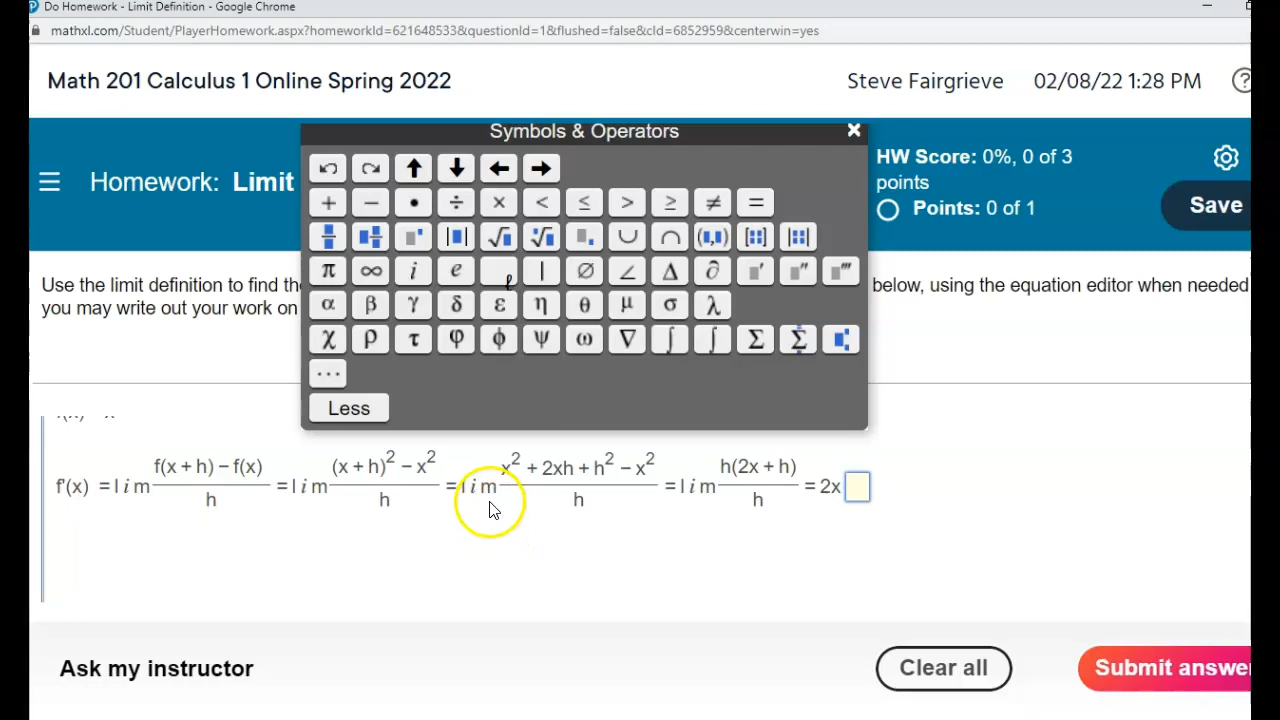 Do Homework - Limit Definition - Google Chrome
mathxl.com/Student/PlayerHomework.aspx?homeworkId=621648533&questionId=1&flushed=false&cId=6852959&centerwin=yes
Math 201 Calculus 1 Online Spring 2022
Steve Fairgrieve
02/08/22 1:28 PM
?
Homework: Limit
HW Score: 0%, 0 of 3
points
Points: 0 of 1
Save
Symbols & Operators
+ − • ÷ × < ≤ > ≥ ≠ =
π ∞ i e ℓ | ∅ ∠ Δ ∂ ′ ″ ‴
α β γ δ ε η θ μ σ λ
χ ρ τ φ ϕ ψ ω ∇ ∫ ∫ Σ Σ
...
Less
Use the limit definition to find the
below, using the equation editor when needed
you may write out your work on
f'(x) = lim (f(x + h) − f(x))/h = lim ((x + h)² − x²)/h = lim (x² + 2xh + h² − x²)/h = lim (h(2x + h))/h = 2x
Ask my instructor
Clear all
Submit answer